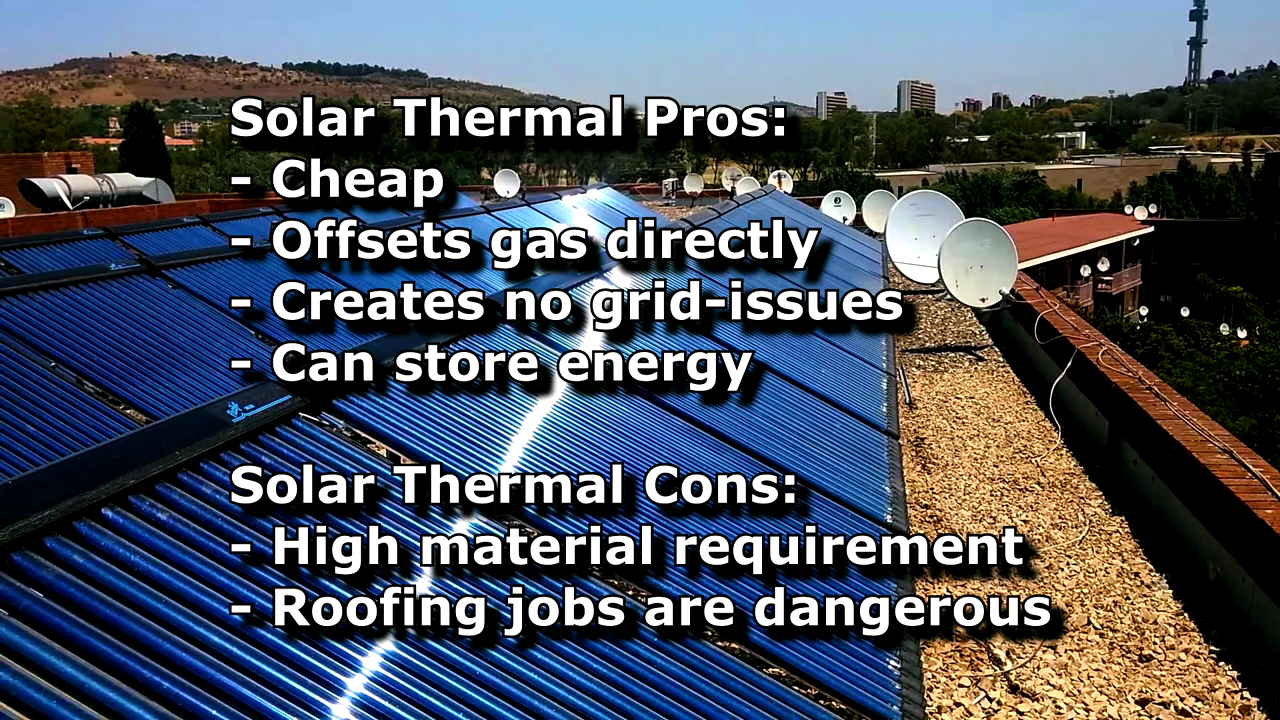 Solar Thermal Pros:
- Cheap
- Offsets gas directly
- Creates no grid-issues
- Can store energy
Solar Thermal Cons:
- High material requirement
- Roofing jobs are dangerous